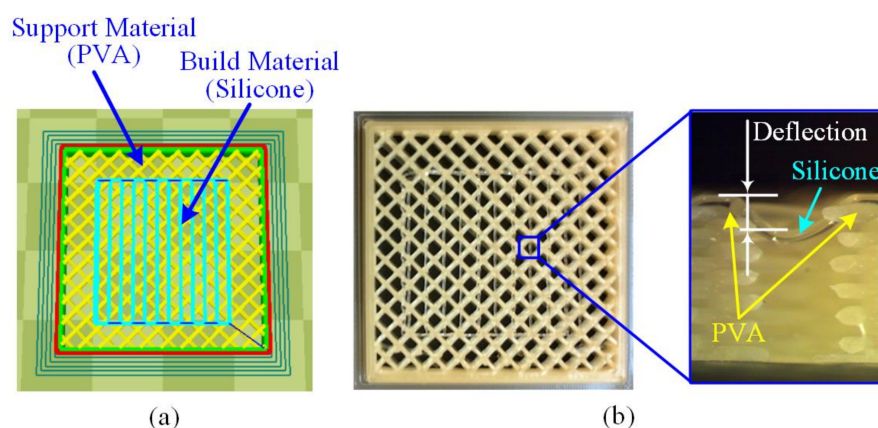 Support Material
(PVA)
Build Material
(Silicone)
Deflection
Silicone
PVA
(a)
(b)